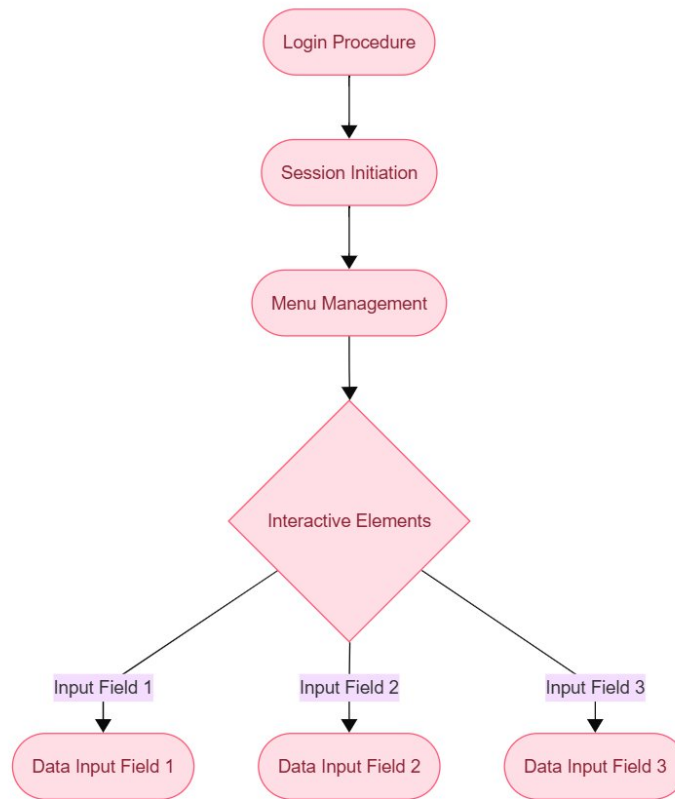 Login Procedure
Session Initiation
Menu Management
Interactive Elements
Input Field 1
Input Field 2
Input Field 3
Data Input Field 1
Data Input Field 2
Data Input Field 3